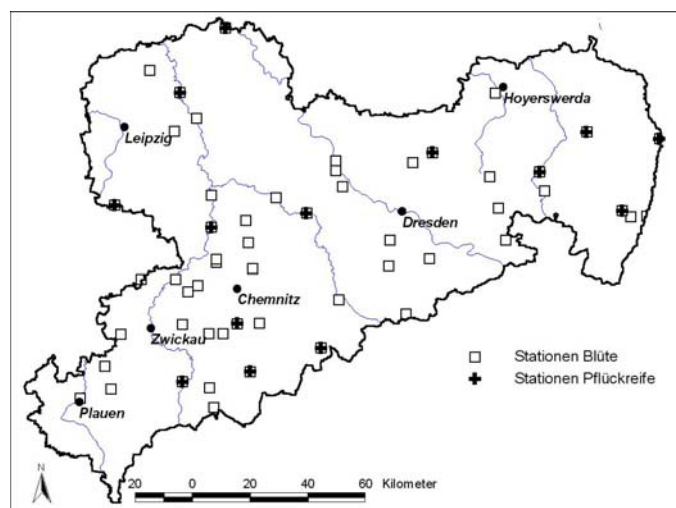 Hoyerswerda
Leipzig
Dresden
Chemnitz
Zwickau
Plauen
Stationen Blüte
Stationen Pflückreife
N
20 0 20 40 60 Kilometer